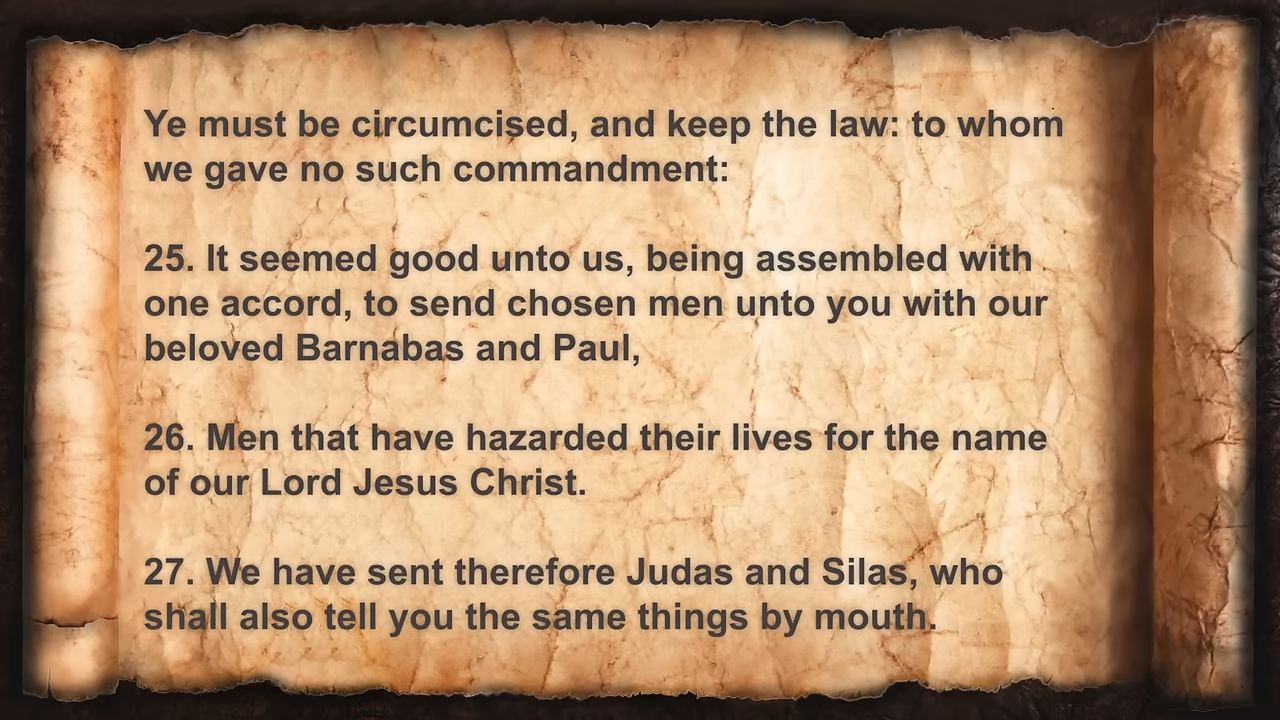 Ye must be circumcised, and keep the law: to whom
we gave no such commandment:
25. It seemed good unto us, being assembled with
one accord, to send chosen men unto you with our
beloved Barnabas and Paul,
26. Men that have hazarded their lives for the name
of our Lord Jesus Christ.
27. We have sent therefore Judas and Silas, who
shall also tell you the same things by mouth.